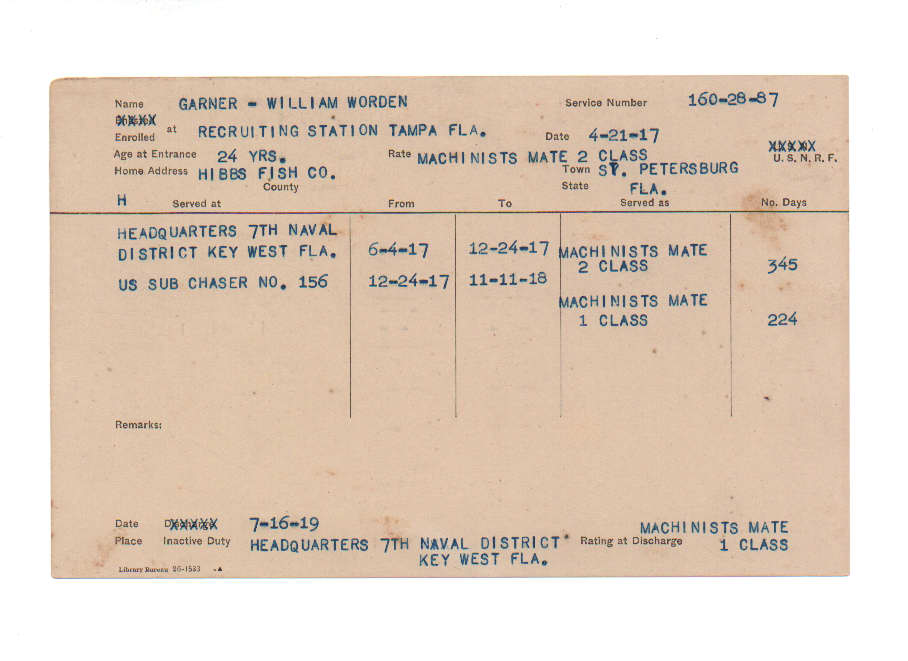 Name GARNER - WILLIAM WORDEN Service Number 160-28-87
XXXX
Enrolled at RECRUITING STATION TAMPA FLA. Date 4-21-17 XXXXX
Age at Entrance 24 YRS. Rate MACHINISTS MATE 2 CLASS U. S. N. R. F.
Home Address HIBBS FISH CO. Town ST. PETERSBURG
County State FLA.
H Served at From To Served as No. Days
HEADQUARTERS 7TH NAVAL
DISTRICT KEY WEST FLA. 6-4-17 12-24-17 MACHINISTS MATE
2 CLASS 345
US SUB CHASER NO. 156 12-24-17 11-11-18
MACHINISTS MATE
1 CLASS 224
Remarks:
Date 7-16-19 MACHINISTS MATE
Place Inactive Duty HEADQUARTERS 7TH NAVAL DISTRICT Rating at Discharge 1 CLASS
KEY WEST FLA.
Library Bureau 26-1533